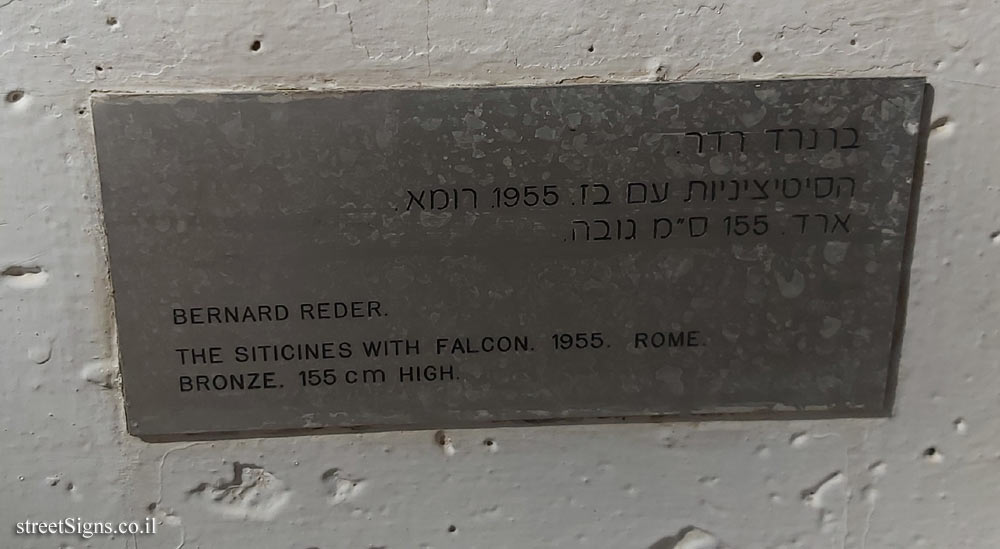 ברנרד רדר.
הסיטיציניות עם בז. 1955. רומא.
ארד. 155 ס"מ גובה.
BERNARD REDER.
THE SITICINES WITH FALCON. 1955. ROME.
BRONZE. 155 cm HIGH.
streetSigns.co.il